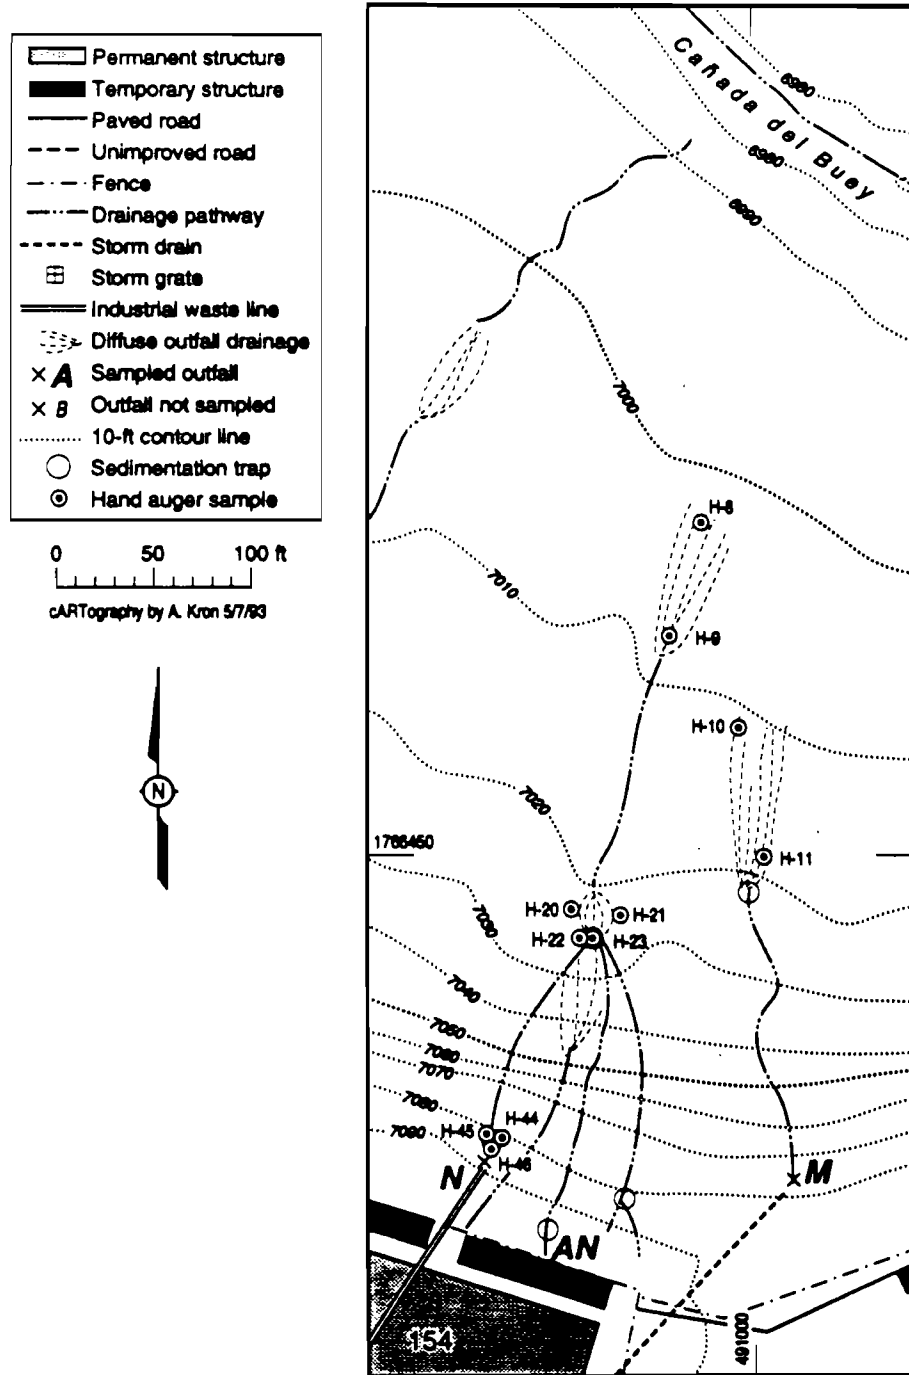 Permanent structure
Temporary structure
Paved road
Unimproved road
Fence
Drainage pathway
Storm drain
Storm grate
Industrial waste line
Diffuse outfall drainage
× A Sampled outfall
× B Outfall not sampled
10-ft contour line
Sedimentation trap
Hand auger sample
0 50 100 ft
cARTography by A. Kron 5/7/93
N
Cañada del Buey
6980
6980
6990
7000
H-8
7010
H-9
H-10
7020
1766450
H-11
H-20
H-21
7030
H-22
H-23
7040
7050
7060
7070
7080
7090
H-45
H-44
H-46
N
M
AN
154
491000